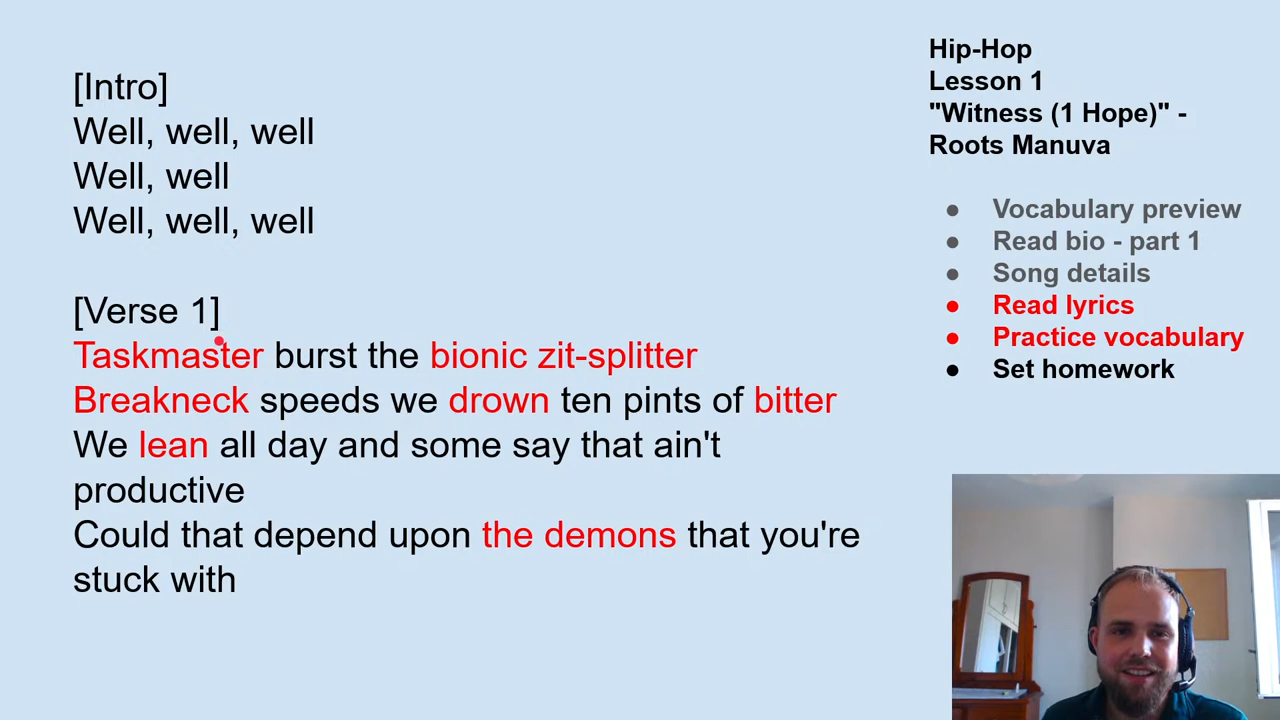 [Intro]
Well, well, well
Well, well
Well, well, well
[Verse 1]
Taskmaster burst the bionic zit-splitter
Breakneck speeds we drown ten pints of bitter
We lean all day and some say that ain't
productive
Could that depend upon the demons that you're
stuck with
Hip-Hop
Lesson 1
"Witness (1 Hope)" -
Roots Manuva
● Vocabulary preview
● Read bio - part 1
● Song details
● Read lyrics
● Practice vocabulary
● Set homework